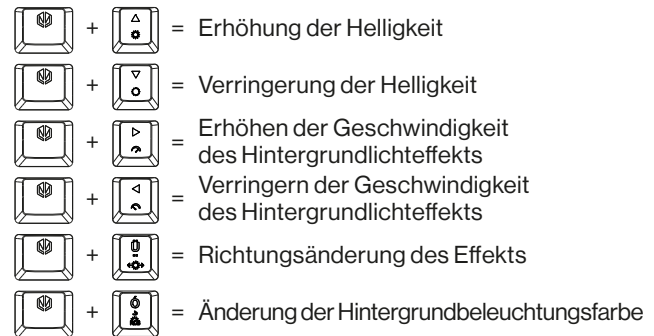 + = Erhöhung der Helligkeit
+ = Verringerung der Helligkeit
+ = Erhöhen der Geschwindigkeit
des Hintergrundlichteffekts
+ = Verringern der Geschwindigkeit
des Hintergrundlichteffekts
+ = Richtungsänderung des Effekts
+ = Änderung der Hintergrundbeleuchtungsfarbe